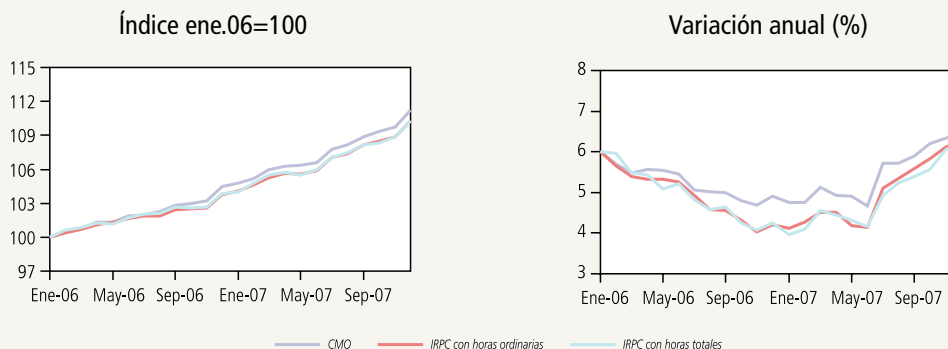 Índice ene.06=100
115
112
109
106
103
100
97
Ene-06 May-06 Sep-06 Ene-07 May-07 Sep-07
Variación anual (%)
8
7
6
5
4
3
Ene-06 May-06 Sep-06 Ene-07 May-07 Sep-07
CMO IRPC con horas ordinarias IRPC con horas totales